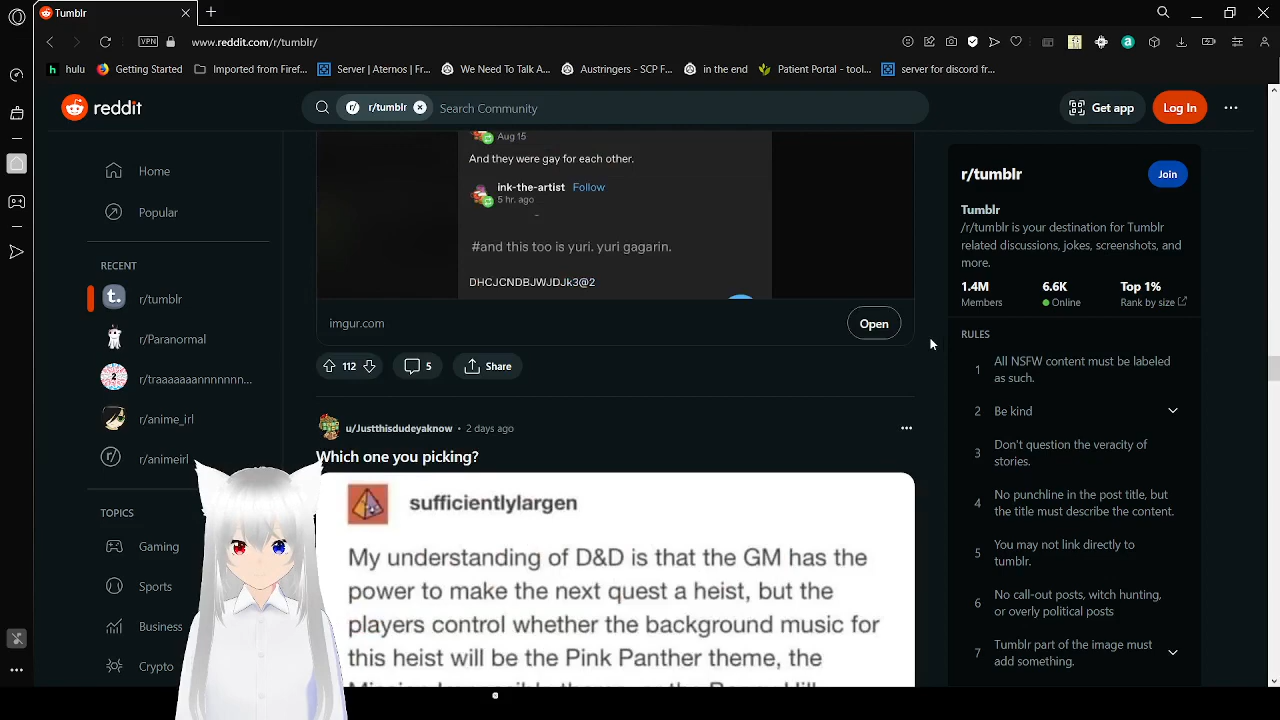 Tumblr
VPN
www.reddit.com/r/tumblr/
hulu
Getting Started
Imported from Firef...
Server | Aternos | Fr...
We Need To Talk A...
Austringers - SCP F...
in the end
Patient Portal - tool...
server for discord fr...
reddit
r/tumblr
Search Community
Get app
Log In
Home
Popular
RECENT
r/tumblr
r/Paranormal
r/traaaaaaannnnnnn...
r/anime_irl
r/animeirl
TOPICS
Gaming
Sports
Business
Crypto
Aug 15
And they were gay for each other.
ink-the-artist Follow
5 hr. ago
#and this too is yuri. yuri gagarin.
DHCJCNDBJWJDJk3@2
imgur.com
Open
112
5
Share
u/Justthisdudeyaknow • 2 days ago
Which one you picking?
sufficientlylargen
My understanding of D&D is that the GM has the
power to make the next quest a heist, but the
players control whether the background music for
this heist will be the Pink Panther theme, the
r/tumblr
Join
Tumblr
/r/tumblr is your destination for Tumblr
related discussions, jokes, screenshots, and
more.
1.4M
Members
6.6K
Online
Top 1%
Rank by size
RULES
1 All NSFW content must be labeled
as such.
2 Be kind
3 Don't question the veracity of
stories.
4 No punchline in the post title, but
the title must describe the content.
5 You may not link directly to
tumblr.
6 No call-out posts, witch hunting,
or overly political posts
7 Tumblr part of the image must
add something.